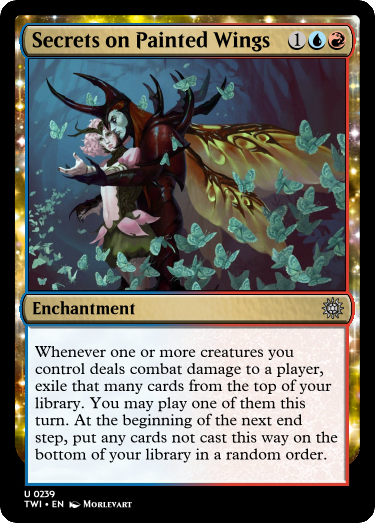 Secrets on Painted Wings 1
Enchantment
Whenever one or more creatures you
control deals combat damage to a player,
exile that many cards from the top of your
library. You may play one of them this
turn. At the beginning of the next end
step, put any cards not cast this way on the
bottom of your library in a random order.
U 0239
TWI • EN Morlevart